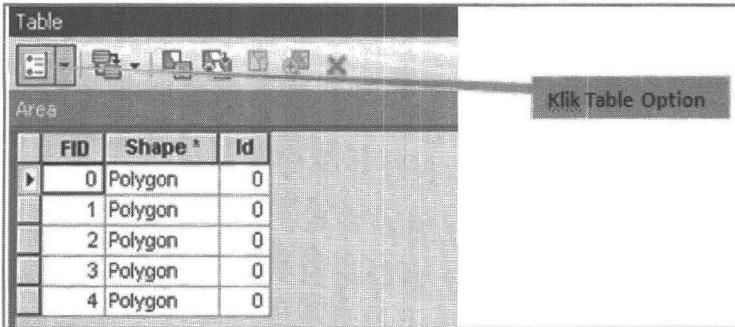 Table
Klik Table Option
Area
FID Shape * Id
0 Polygon 0
1 Polygon 0
2 Polygon 0
3 Polygon 0
4 Polygon 0